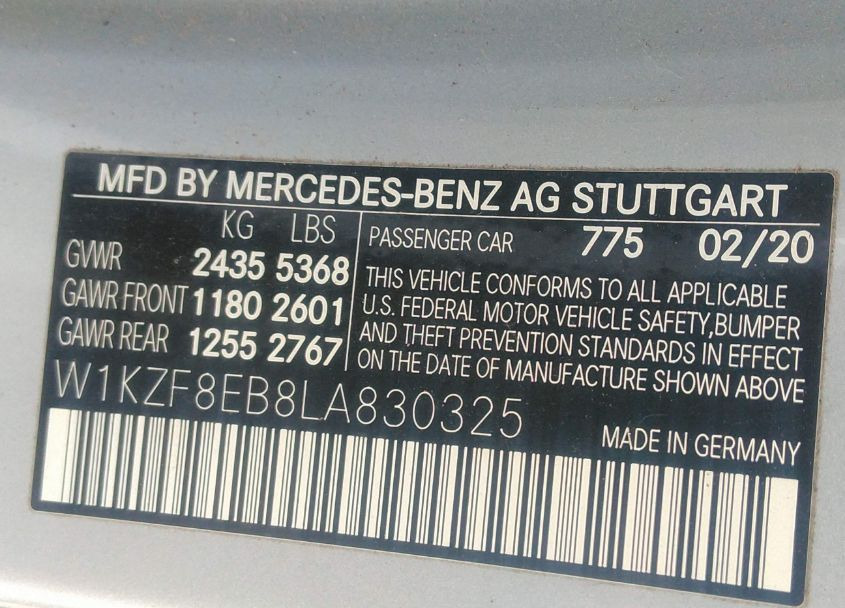 MFD BY MERCEDES-BENZ AG STUTTGART
KG LBS
GVWR 2435 5368
GAWR FRONT 1180 2601
GAWR REAR 1255 2767
PASSENGER CAR 775 02/20
THIS VEHICLE CONFORMS TO ALL APPLICABLE
U.S. FEDERAL MOTOR VEHICLE SAFETY,BUMPER
AND THEFT PREVENTION STANDARDS IN EFFECT
ON THE DATE OF MANUFACTURE SHOWN ABOVE
W1KZF8EB8LA830325
MADE IN GERMANY